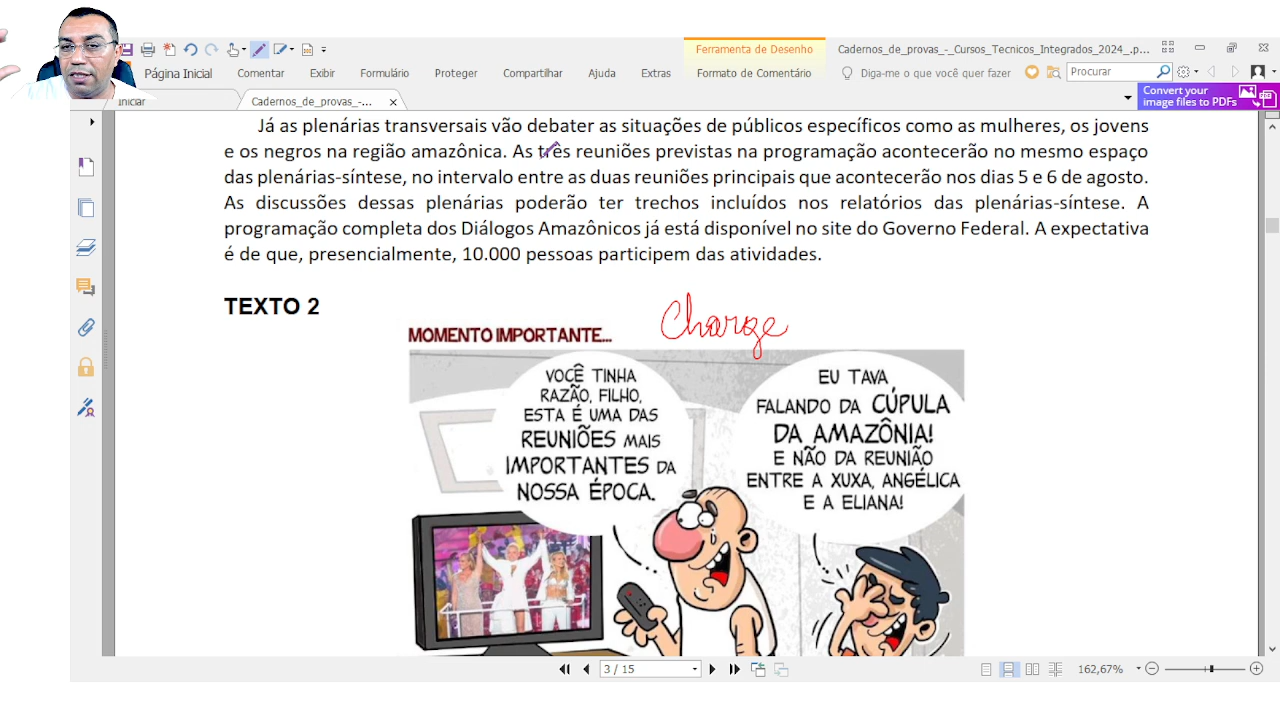 Ferramenta de Desenho
Cadernos_de_provas_-_Cursos_Tecnicos_Integrados_2024_.p...
Página Inicial
Comentar
Exibir
Formulário
Proteger
Compartilhar
Ajuda
Extras
Formato de Comentário
Diga-me o que você quer fazer
Procurar
Iniciar
Cadernos_de_provas_-...
Convert your
image files to PDFs
Já as plenárias transversais vão debater as situações de públicos específicos como as mulheres, os jovens
e os negros na região amazônica. As três reuniões previstas na programação acontecerão no mesmo espaço
das plenárias-síntese, no intervalo entre as duas reuniões principais que acontecerão nos dias 5 e 6 de agosto.
As discussões dessas plenárias poderão ter trechos incluídos nos relatórios das plenárias-síntese. A
programação completa dos Diálogos Amazônicos já está disponível no site do Governo Federal. A expectativa
é de que, presencialmente, 10.000 pessoas participem das atividades.
TEXTO 2
MOMENTO IMPORTANTE...
Charge
VOCÊ TINHA
RAZÃO, FILHO,
ESTA É UMA DAS
REUNIÕES MAIS
IMPORTANTES DA
NOSSA ÉPOCA.
EU TAVA
FALANDO DA CÚPULA
DA AMAZÔNIA!
E NÃO DA REUNIÃO
ENTRE A XUXA, ANGÉLICA
E A ELIANA!
3 / 15
162,67%